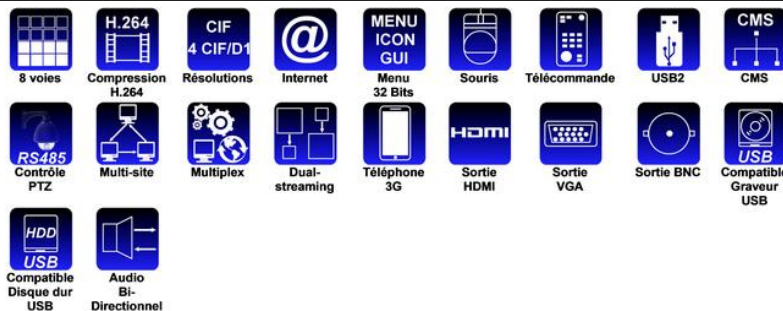 H.264
CIF
4 CIF/D1
@
MENU
ICON
GUI
CMS
8 voies
Compression
H.264
Résolutions
Internet
Menu
32 Bits
Souris
Télécommande
USB2
CMS
RS485
HDMI
USB
Contrôle
PTZ
Multi-site
Multiplex
Dual-
streaming
Téléphone
3G
Sortie
HDMI
Sortie
VGA
Sortie BNC
Compatible
Graveur
USB
HDD
USB
Compatible
Disque dur
USB
Audio
Bi-
Directionnel